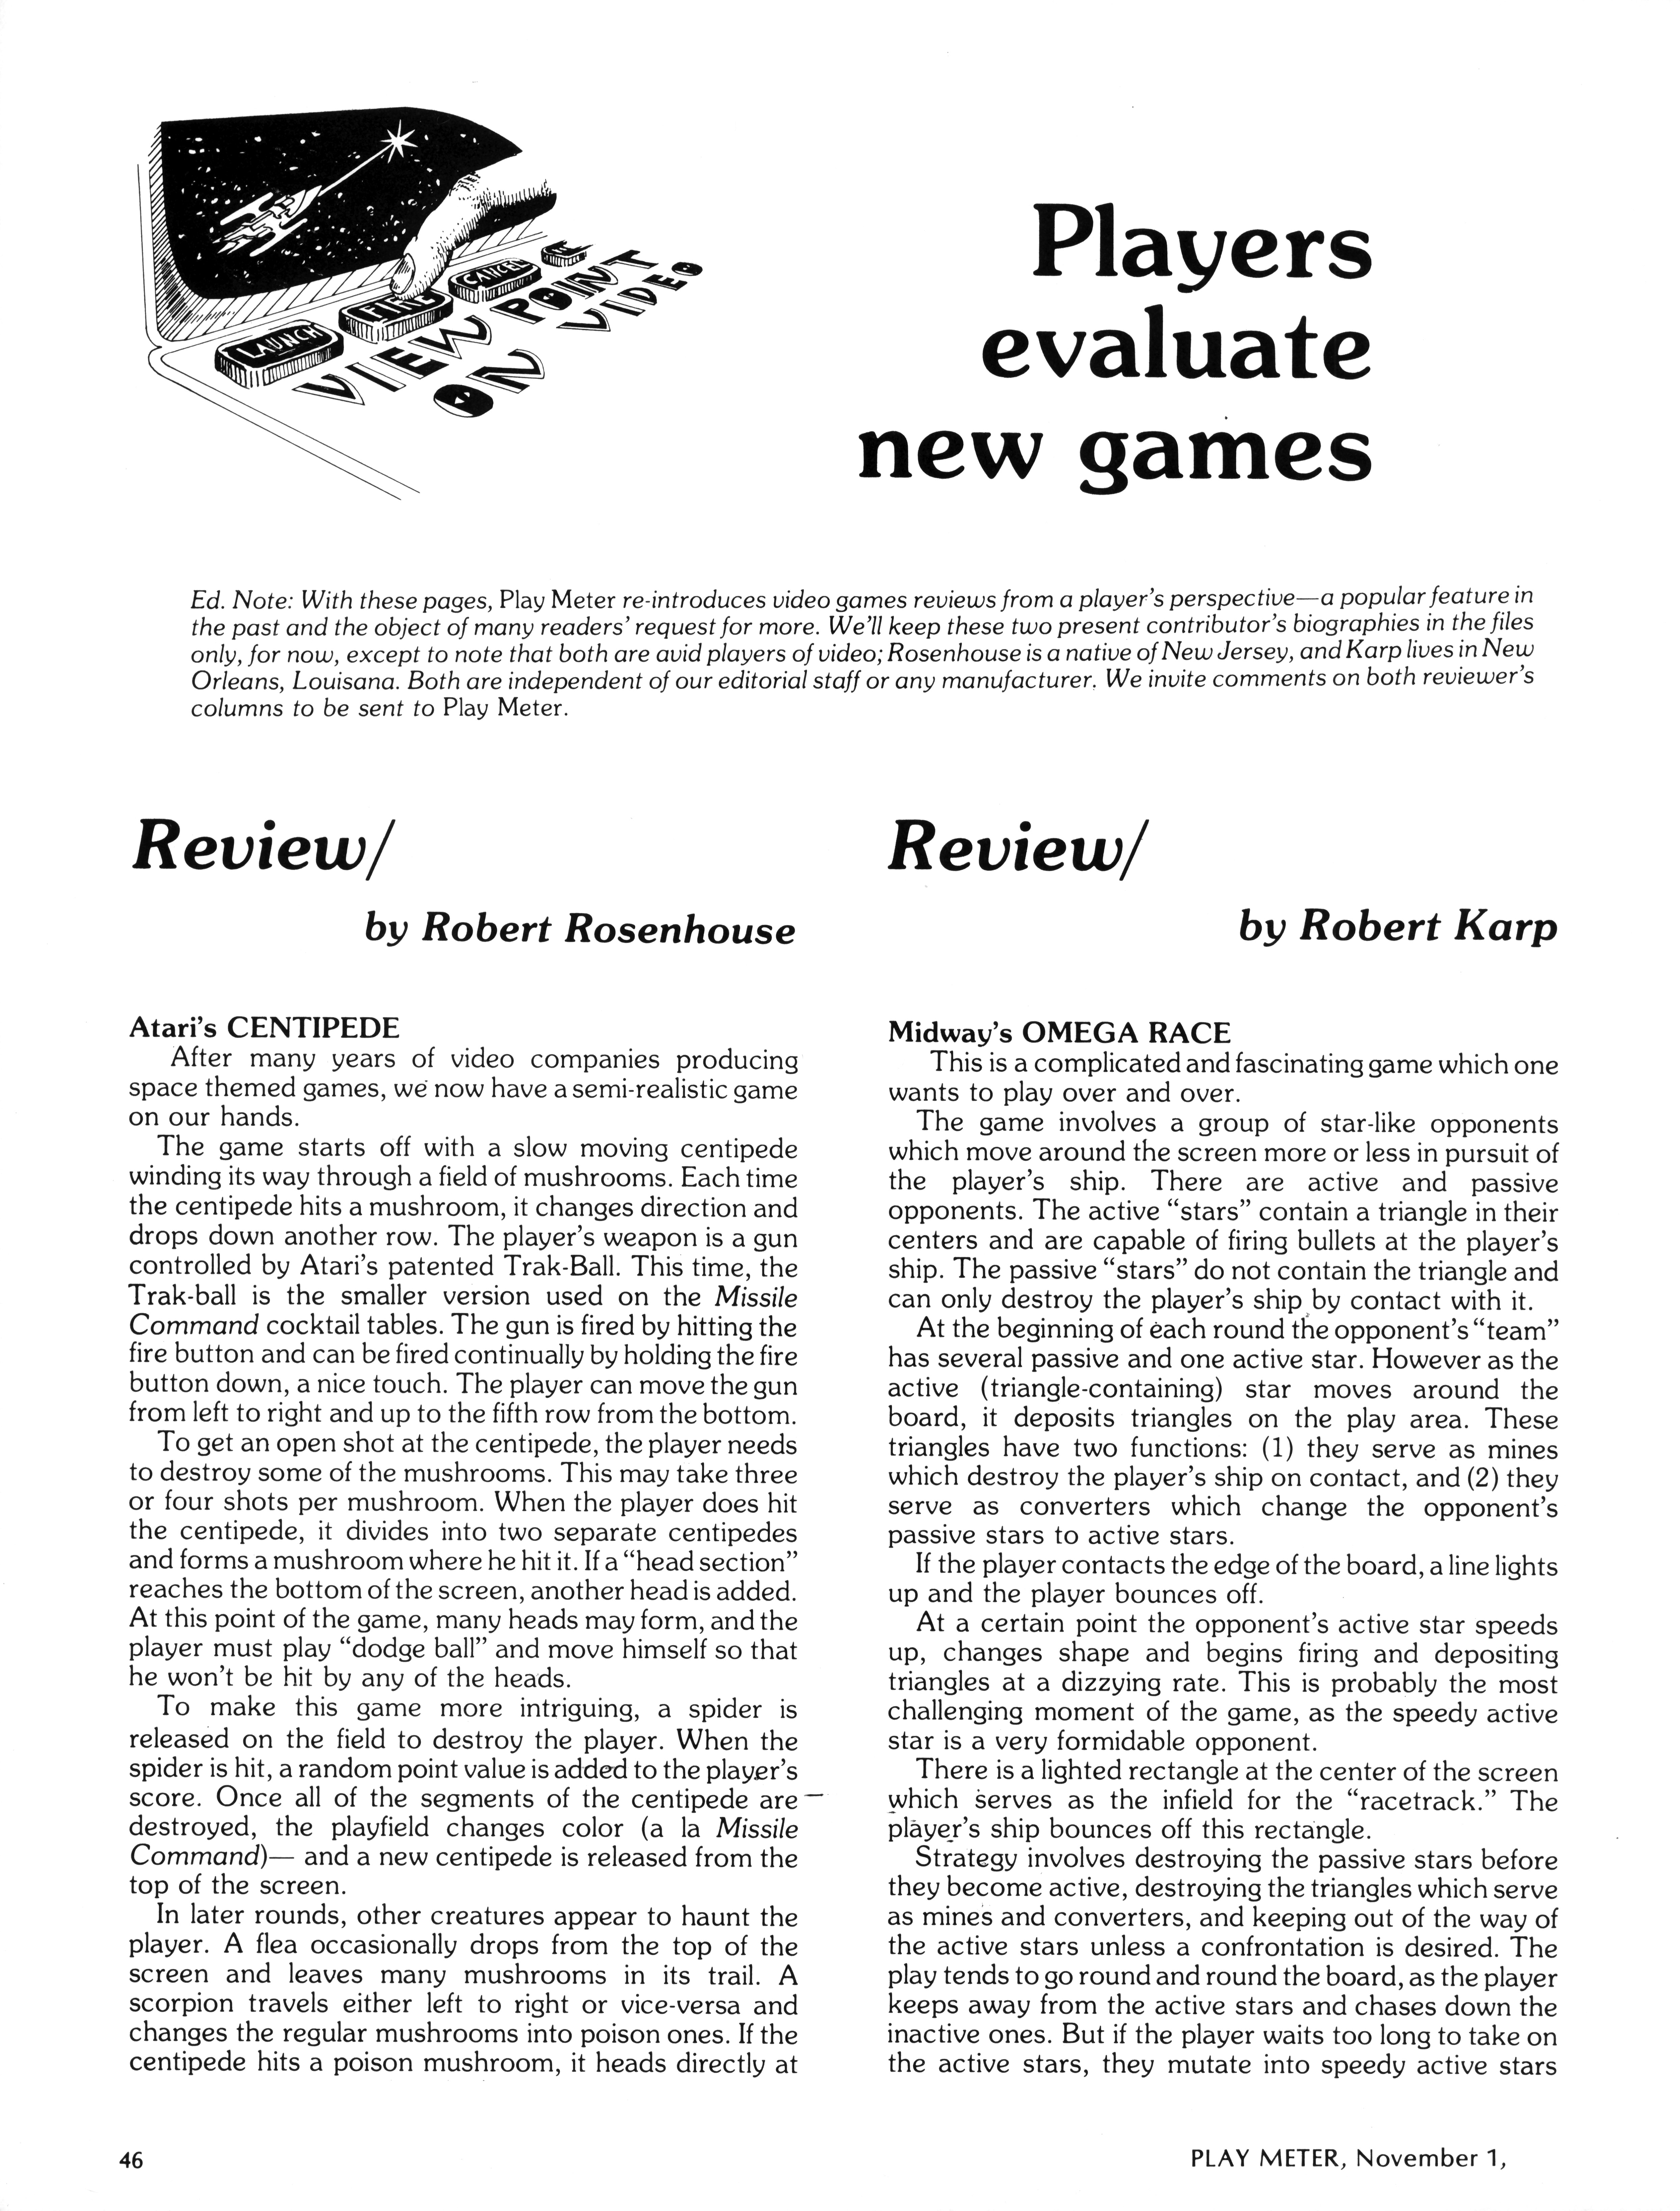 LAUNCH
FIRE
CANCEL
VIEWPOINT
ON VIDEO
Players
evaluate
new games
Ed. Note: With these pages, Play Meter re-introduces video games reviews from a player's perspective—a popular feature in
the past and the object of many readers' request for more. We'll keep these two present contributor's biographies in the files
only, for now, except to note that both are avid players of video; Rosenhouse is a native of New Jersey, and Karp lives in New
Orleans, Louisana. Both are independent of our editorial staff or any manufacturer. We invite comments on both reviewer's
columns to be sent to Play Meter.
Review/
by Robert Rosenhouse
Atari's CENTIPEDE
After many years of video companies producing
space themed games, we now have a semi-realistic game
on our hands.
The game starts off with a slow moving centipede
winding its way through a field of mushrooms. Each time
the centipede hits a mushroom, it changes direction and
drops down another row. The player's weapon is a gun
controlled by Atari's patented Trak-Ball. This time, the
Trak-ball is the smaller version used on the Missile
Command cocktail tables. The gun is fired by hitting the
fire button and can be fired continually by holding the fire
button down, a nice touch. The player can move the gun
from left to right and up to the fifth row from the bottom.
To get an open shot at the centipede, the player needs
to destroy some of the mushrooms. This may take three
or four shots per mushroom. When the player does hit
the centipede, it divides into two separate centipedes
and forms a mushroom where he hit it. If a “head section”
reaches the bottom of the screen, another head is added.
At this point of the game, many heads may form, and the
player must play “dodge ball” and move himself so that
he won't be hit by any of the heads.
To make this game more intriguing, a spider is
released on the field to destroy the player. When the
spider is hit, a random point value is added to the player's
score. Once all of the segments of the centipede are
destroyed, the playfield changes color (a la Missile
Command)— and a new centipede is released from the
top of the screen.
In later rounds, other creatures appear to haunt the
player. A flea occasionally drops from the top of the
screen and leaves many mushrooms in its trail. A
scorpion travels either left to right or vice-versa and
changes the regular mushrooms into poison ones. If the
centipede hits a poison mushroom, it heads directly at
Review/
by Robert Karp
Midway's OMEGA RACE
This is a complicated and fascinating game which one
wants to play over and over.
The game involves a group of star-like opponents
which move around the screen more or less in pursuit of
the player's ship. There are active and passive
opponents. The active “stars” contain a triangle in their
centers and are capable of firing bullets at the player's
ship. The passive “stars” do not contain the triangle and
can only destroy the player's ship by contact with it.
At the beginning of each round the opponent's “team”
has several passive and one active star. However as the
active (triangle-containing) star moves around the
board, it deposits triangles on the play area. These
triangles have two functions: (1) they serve as mines
which destroy the player's ship on contact, and (2) they
serve as converters which change the opponent's
passive stars to active stars.
If the player contacts the edge of the board, a line lights
up and the player bounces off.
At a certain point the opponent's active star speeds
up, changes shape and begins firing and depositing
triangles at a dizzying rate. This is probably the most
challenging moment of the game, as the speedy active
star is a very formidable opponent.
There is a lighted rectangle at the center of the screen
which serves as the infield for the “racetrack.” The
player's ship bounces off this rectangle.
Strategy involves destroying the passive stars before
they become active, destroying the triangles which serve
as mines and converters, and keeping out of the way of
the active stars unless a confrontation is desired. The
play tends to go round and round the board, as the player
keeps away from the active stars and chases down the
inactive ones. But if the player waits too long to take on
the active stars, they mutate into speedy active stars
46
PLAY METER, November 1,